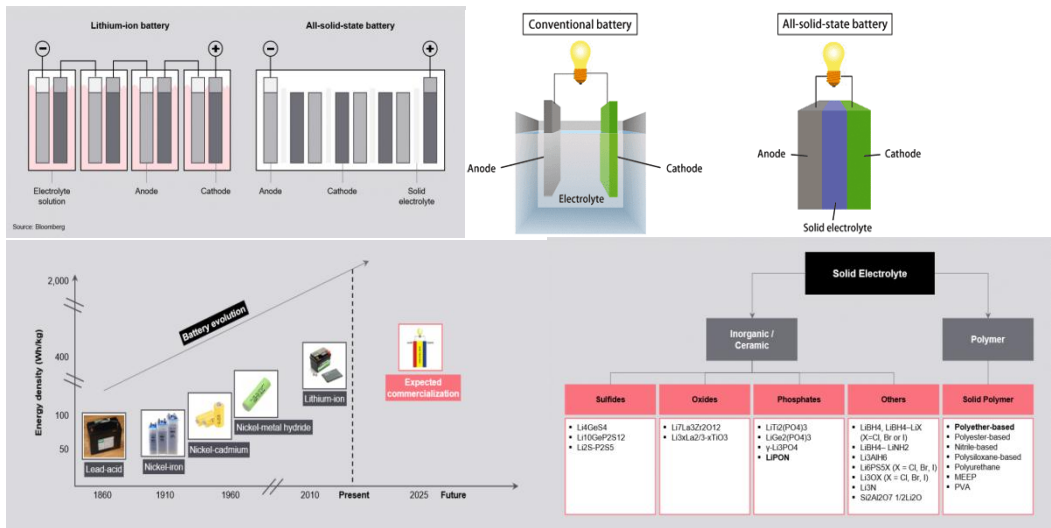 Lithium-ion battery
All-solid-state battery
−
+
−
+
Electrolyte
solution
Anode
Cathode
Anode
Cathode
Solid
electrolyte
Source: Bloomberg
Conventional battery
All-solid-state battery
Anode
Cathode
Electrolyte
Anode
Cathode
Solid electrolyte
Energy density (Wh/kg)
2,000
400
100
50
Battery evolution
Lead-acid
Nickel-iron
Nickel-cadmium
Nickel-metal hydride
Lithium-ion
Expected
commercialization
1860
1910
1960
2010
Present
2025
Future
Solid Electrolyte
Inorganic /
Ceramic
Polymer
Sulfides
Oxides
Phosphates
Others
Solid Polymer
▪ Li4GeS4
▪ Li10GeP2S12
▪ Li2S-P2S5
▪ Li7La3Zr2O12
▪ Li3xLa2/3-xTiO3
▪ LiTi2(PO4)3
▪ LiGe2(PO4)3
▪ γ-Li3PO4
▪ LiPON
▪ LiBH4, LiBH4–LiX
(X=Cl, Br or I)
▪ LiBH4– LiNH2
▪ Li3AlH6
▪ Li6PS5X (X = Cl, Br, I)
▪ Li3OX (X = Cl, Br, I)
▪ Li3N
▪ Si2Al2O7 1/2Li2O
▪ Polyether-based
▪ Polyester-based
▪ Nitrile-based
▪ Polysiloxane-based
▪ Polyurethane
▪ MEEP
▪ PVA